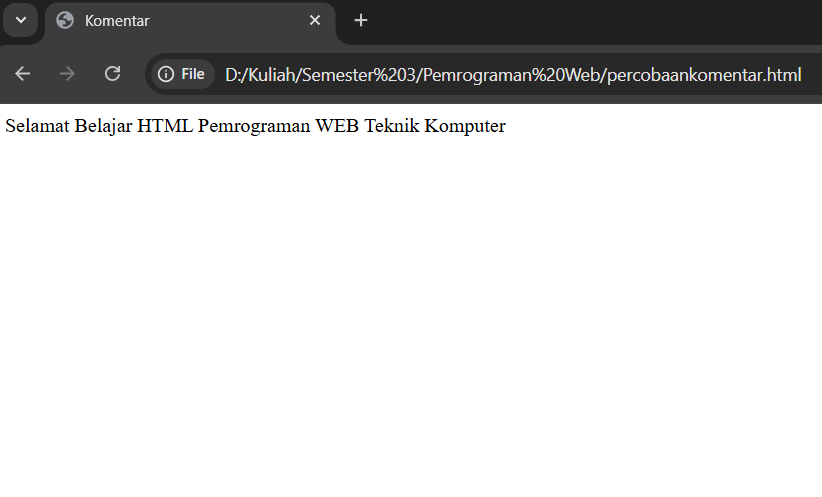 Komentar
File D:/Kuliah/Semester%203/Pemrograman%20Web/percobaankomentar.html
Selamat Belajar HTML Pemrograman WEB Teknik Komputer